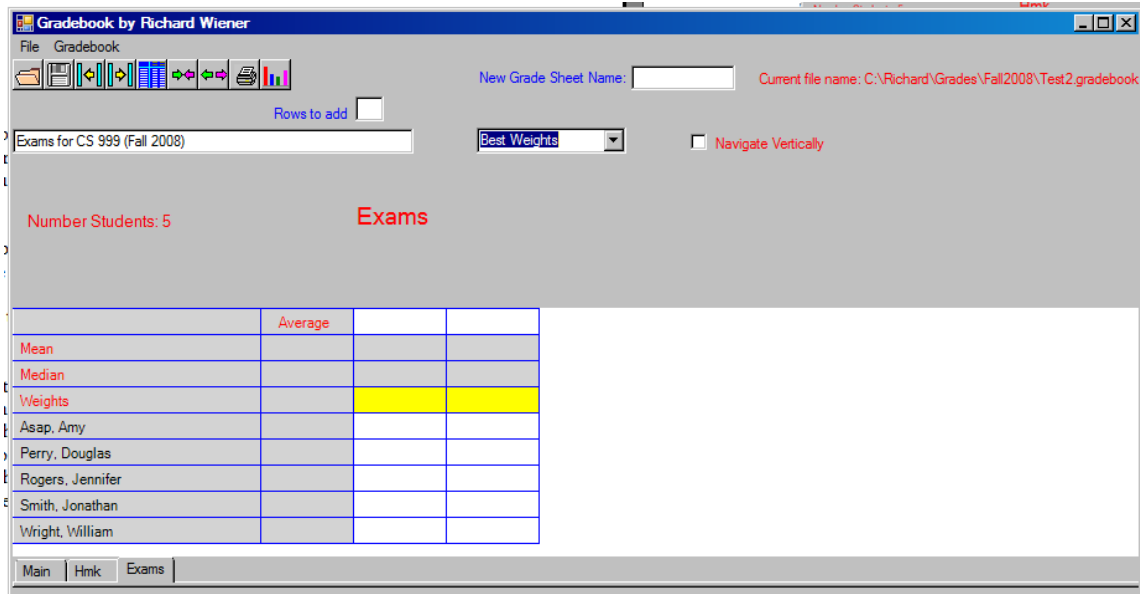 Hmk
Gradebook by Richard Wiener
File Gradebook
New Grade Sheet Name:
Current file name: C:\Richard\Grades\Fall2008\Test2.gradebook
Rows to add
Exams for CS 999 (Fall 2008)
Best Weights
Navigate Vertically
Number Students: 5
Exams
Average
Mean
Median
Weights
Asap, Amy
Perry, Douglas
Rogers, Jennifer
Smith, Jonathan
Wright, William
Main Hmk Exams